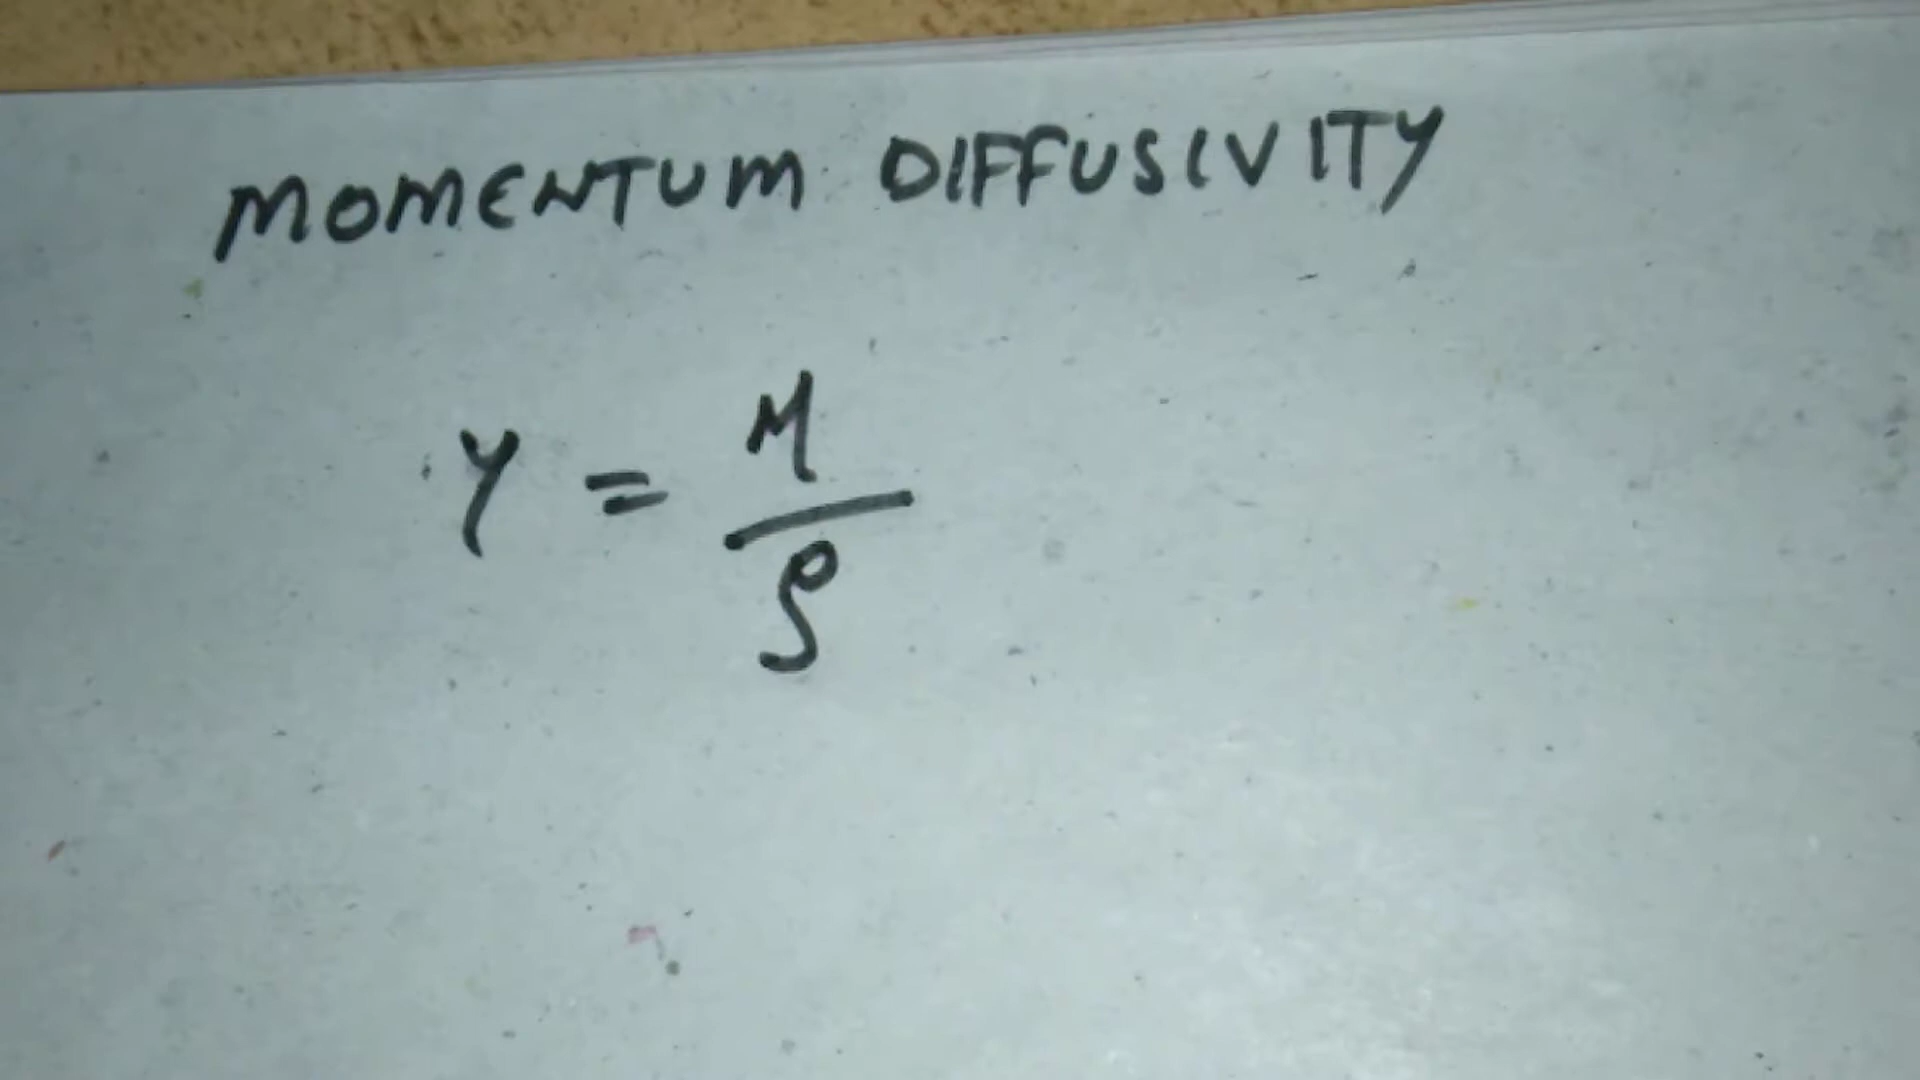 MOMENTUM DIFFUSIVITY
γ = μ / ρ